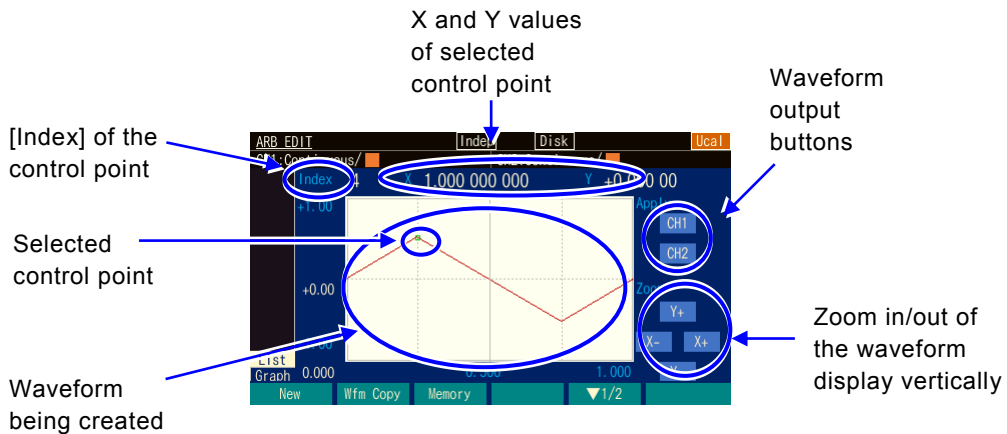 X and Y values
of selected
control point
Waveform
output
buttons
[Index] of the
control point
Selected
control point
Waveform
being created
Zoom in/out of
the waveform
display vertically
ARB EDIT
Index
Disk
Ucal
Index 4 X 1.000 000 000 Y
+1.00
+0.00
0.000
1.000
CH1
CH2
Y+
X- X+
List
Graph
New Wfm Copy Memory ▼1/2